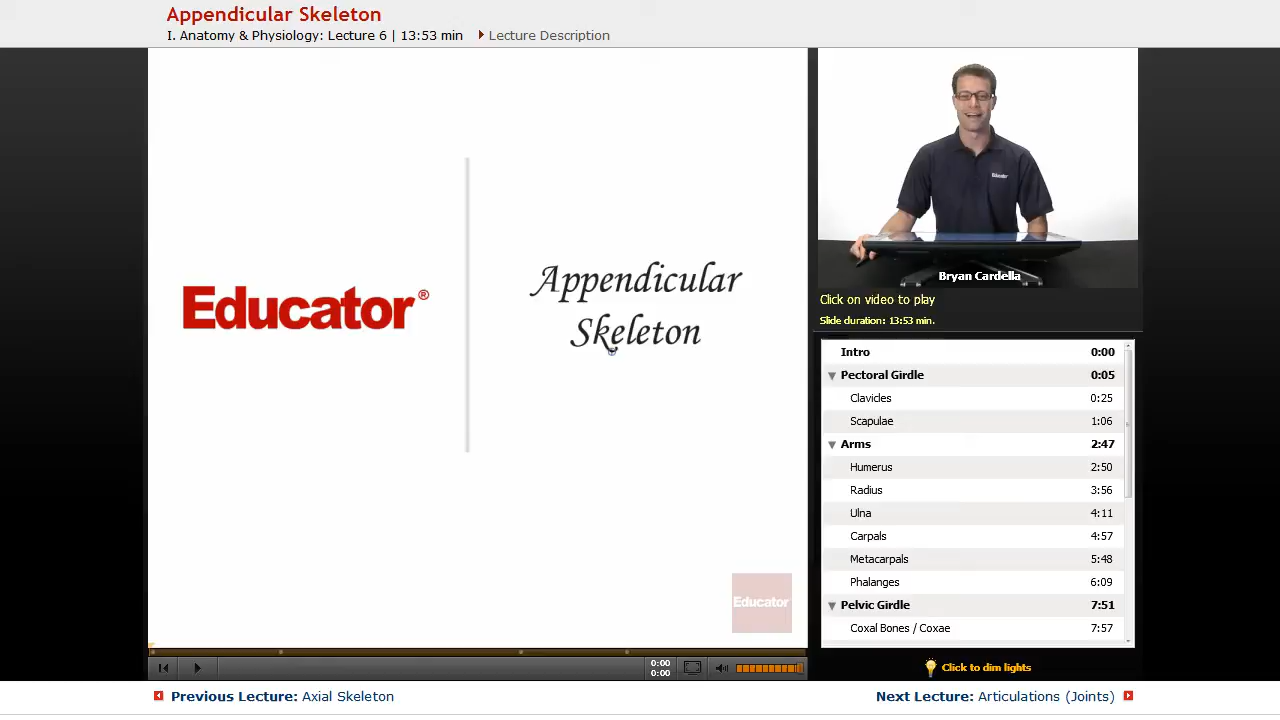 Appendicular Skeleton
I. Anatomy & Physiology: Lecture 6 | 13:53 min Lecture Description
Educator®
Appendicular
Skeleton
Educator
Educator
Bryan Cardella
Click on video to play
Slide duration: 13:53 min.
Intro 0:00
Pectoral Girdle 0:05
Clavicles 0:25
Scapulae 1:06
Arms 2:47
Humerus 2:50
Radius 3:56
Ulna 4:11
Carpals 4:57
Metacarpals 5:48
Phalanges 6:09
Pelvic Girdle 7:51
Coxal Bones / Coxae 7:57
0:00
0:00
Click to dim lights
Previous Lecture: Axial Skeleton
Next Lecture: Articulations (Joints)